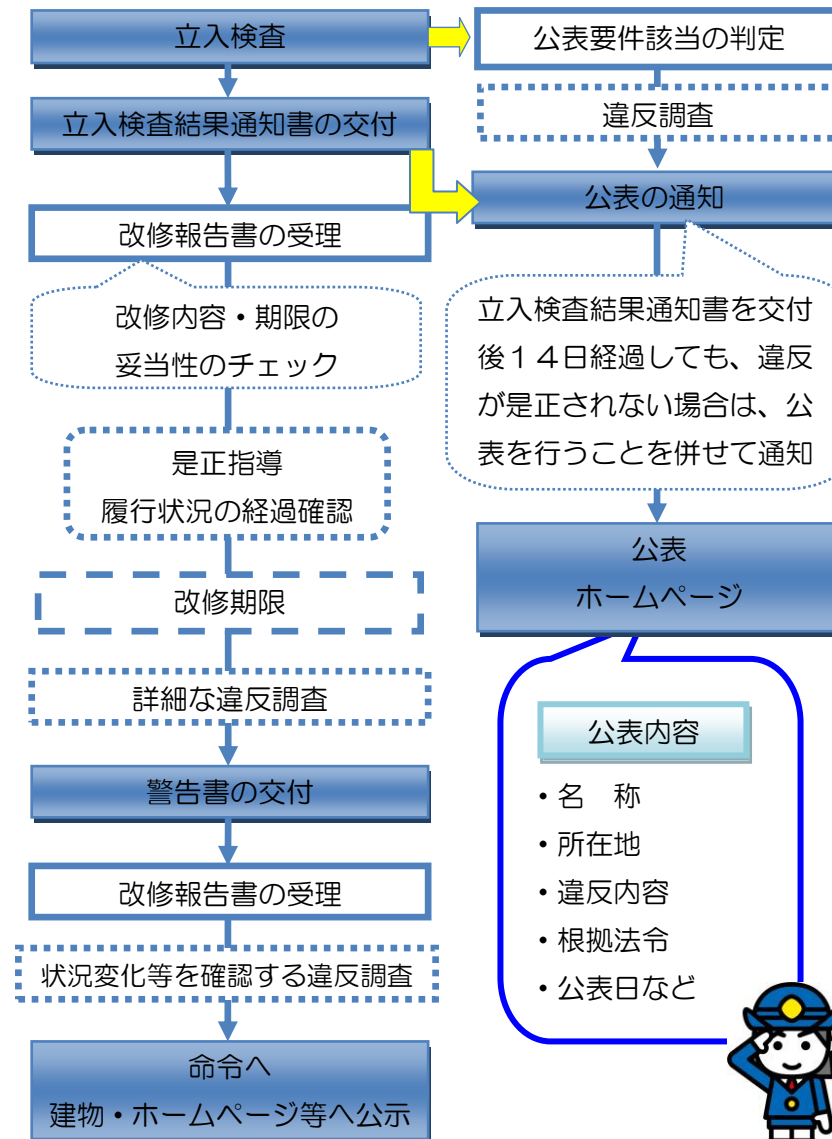 立入検査
立入検査結果通知書の交付
改修報告書の受理
改修内容・期限の
妥当性のチェック
是正指導
履行状況の経過確認
改修期限
詳細な違反調査
警告書の交付
改修報告書の受理
状況変化等を確認する違反調査
命令へ
建物・ホームページ等へ公示
公表要件該当の判定
違反調査
公表の通知
立入検査結果通知書を交付
後１４日経過しても、違反
が是正されない場合は、公
表を行うことを併せて通知
公表
ホームページ
公表内容
・名　称
・所在地
・違反内容
・根拠法令
・公表日など